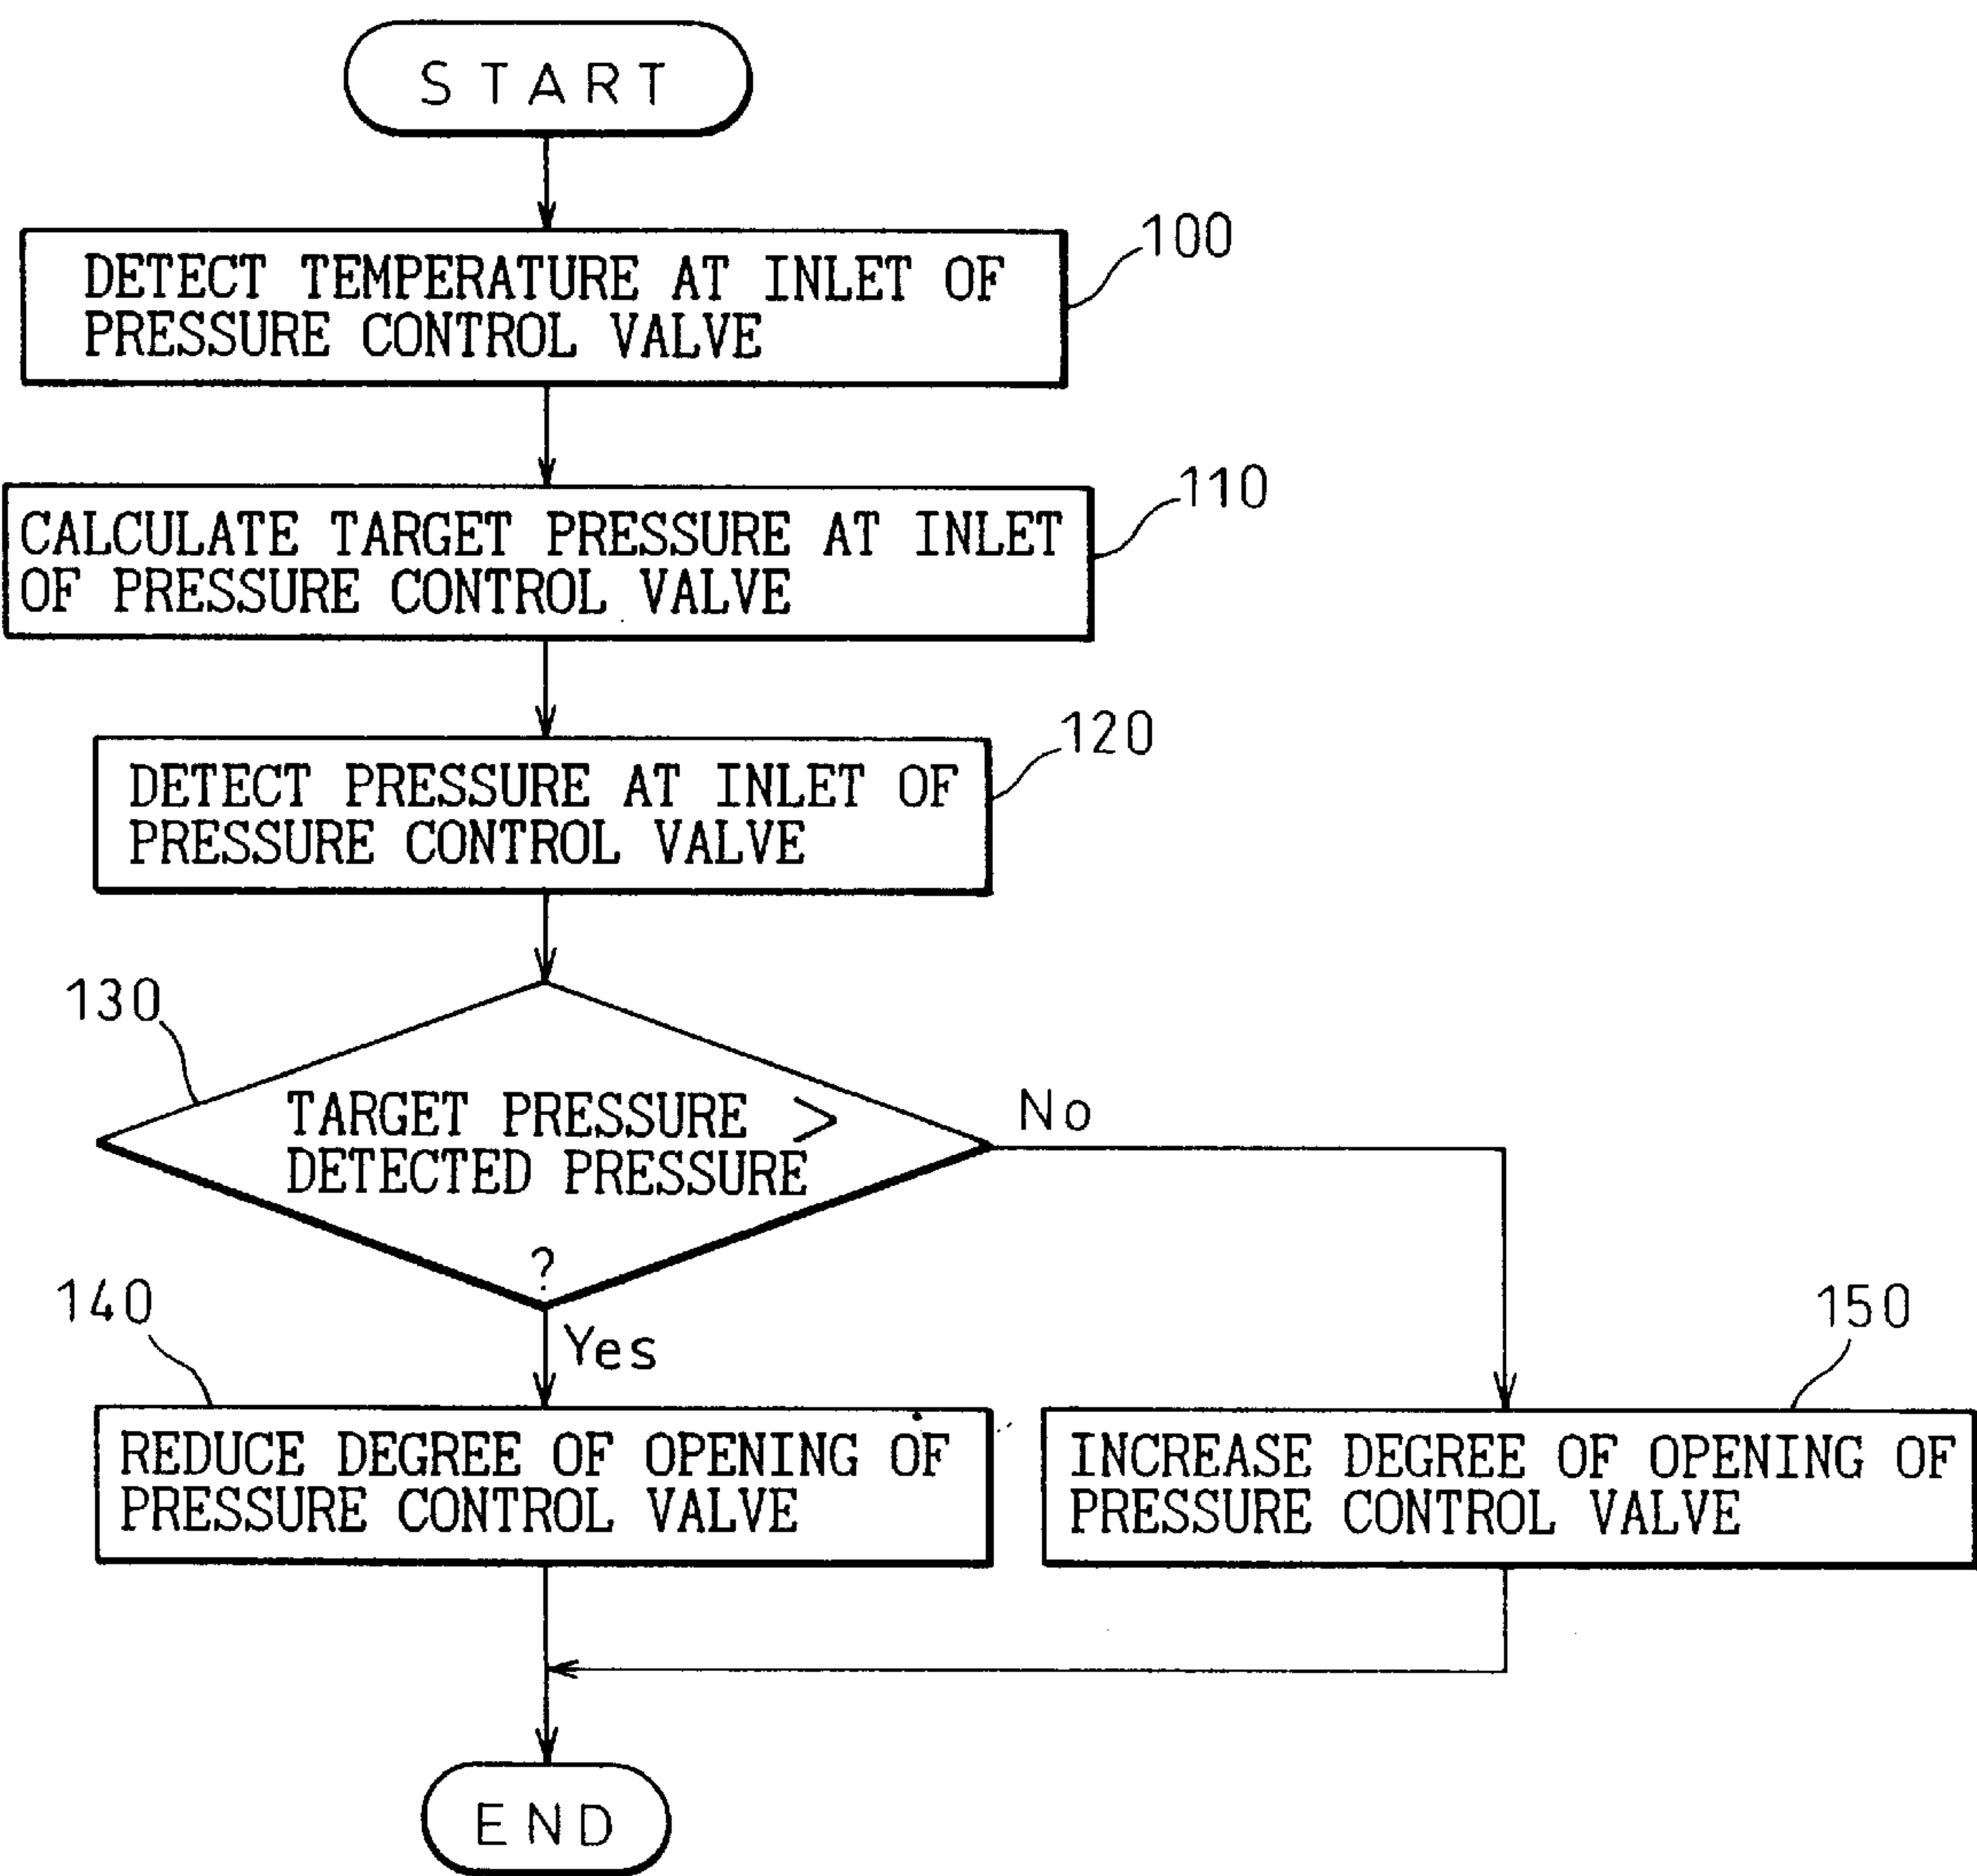 START
100
DETECT TEMPERATURE AT INLET OF
PRESSURE CONTROL VALVE
110
CALCULATE TARGET PRESSURE AT INLET
OF PRESSURE CONTROL VALVE
120
DETECT PRESSURE AT INLET OF
PRESSURE CONTROL VALVE
130
TARGET PRESSURE >
DETECTED PRESSURE
?
No
Yes
140
REDUCE DEGREE OF OPENING OF
PRESSURE CONTROL VALVE
150
INCREASE DEGREE OF OPENING OF
PRESSURE CONTROL VALVE
END